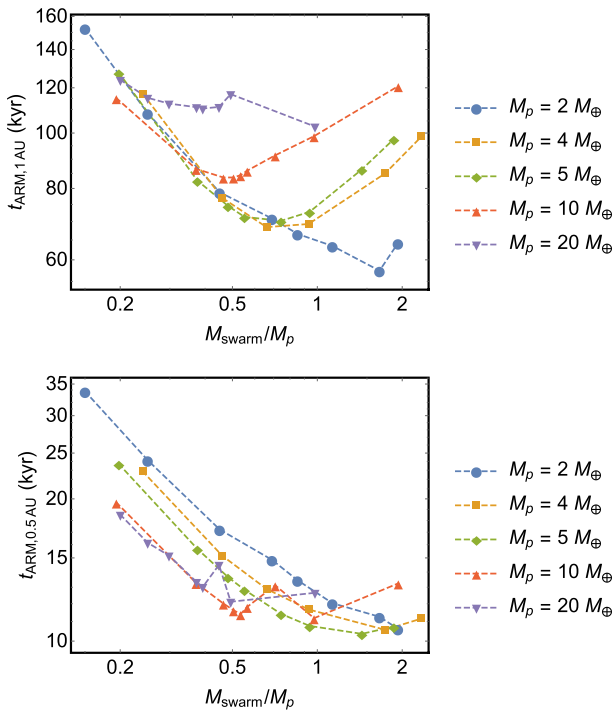 160
140
120
100
80
60
t_ARM,1 AU (kyr)
0.2 0.5 1 2
M_swarm/M_p
M_p = 2 M_⊕
M_p = 4 M_⊕
M_p = 5 M_⊕
M_p = 10 M_⊕
M_p = 20 M_⊕
35
30
25
20
15
10
t_ARM,0.5 AU (kyr)
0.2 0.5 1 2
M_swarm/M_p
M_p = 2 M_⊕
M_p = 4 M_⊕
M_p = 5 M_⊕
M_p = 10 M_⊕
M_p = 20 M_⊕